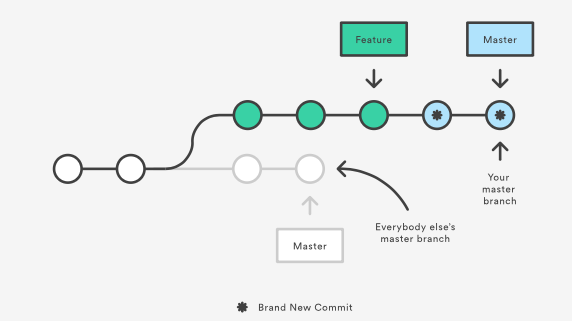 Feature
Master
Your
master
branch
Everybody else's
master branch
Master
Brand New Commit